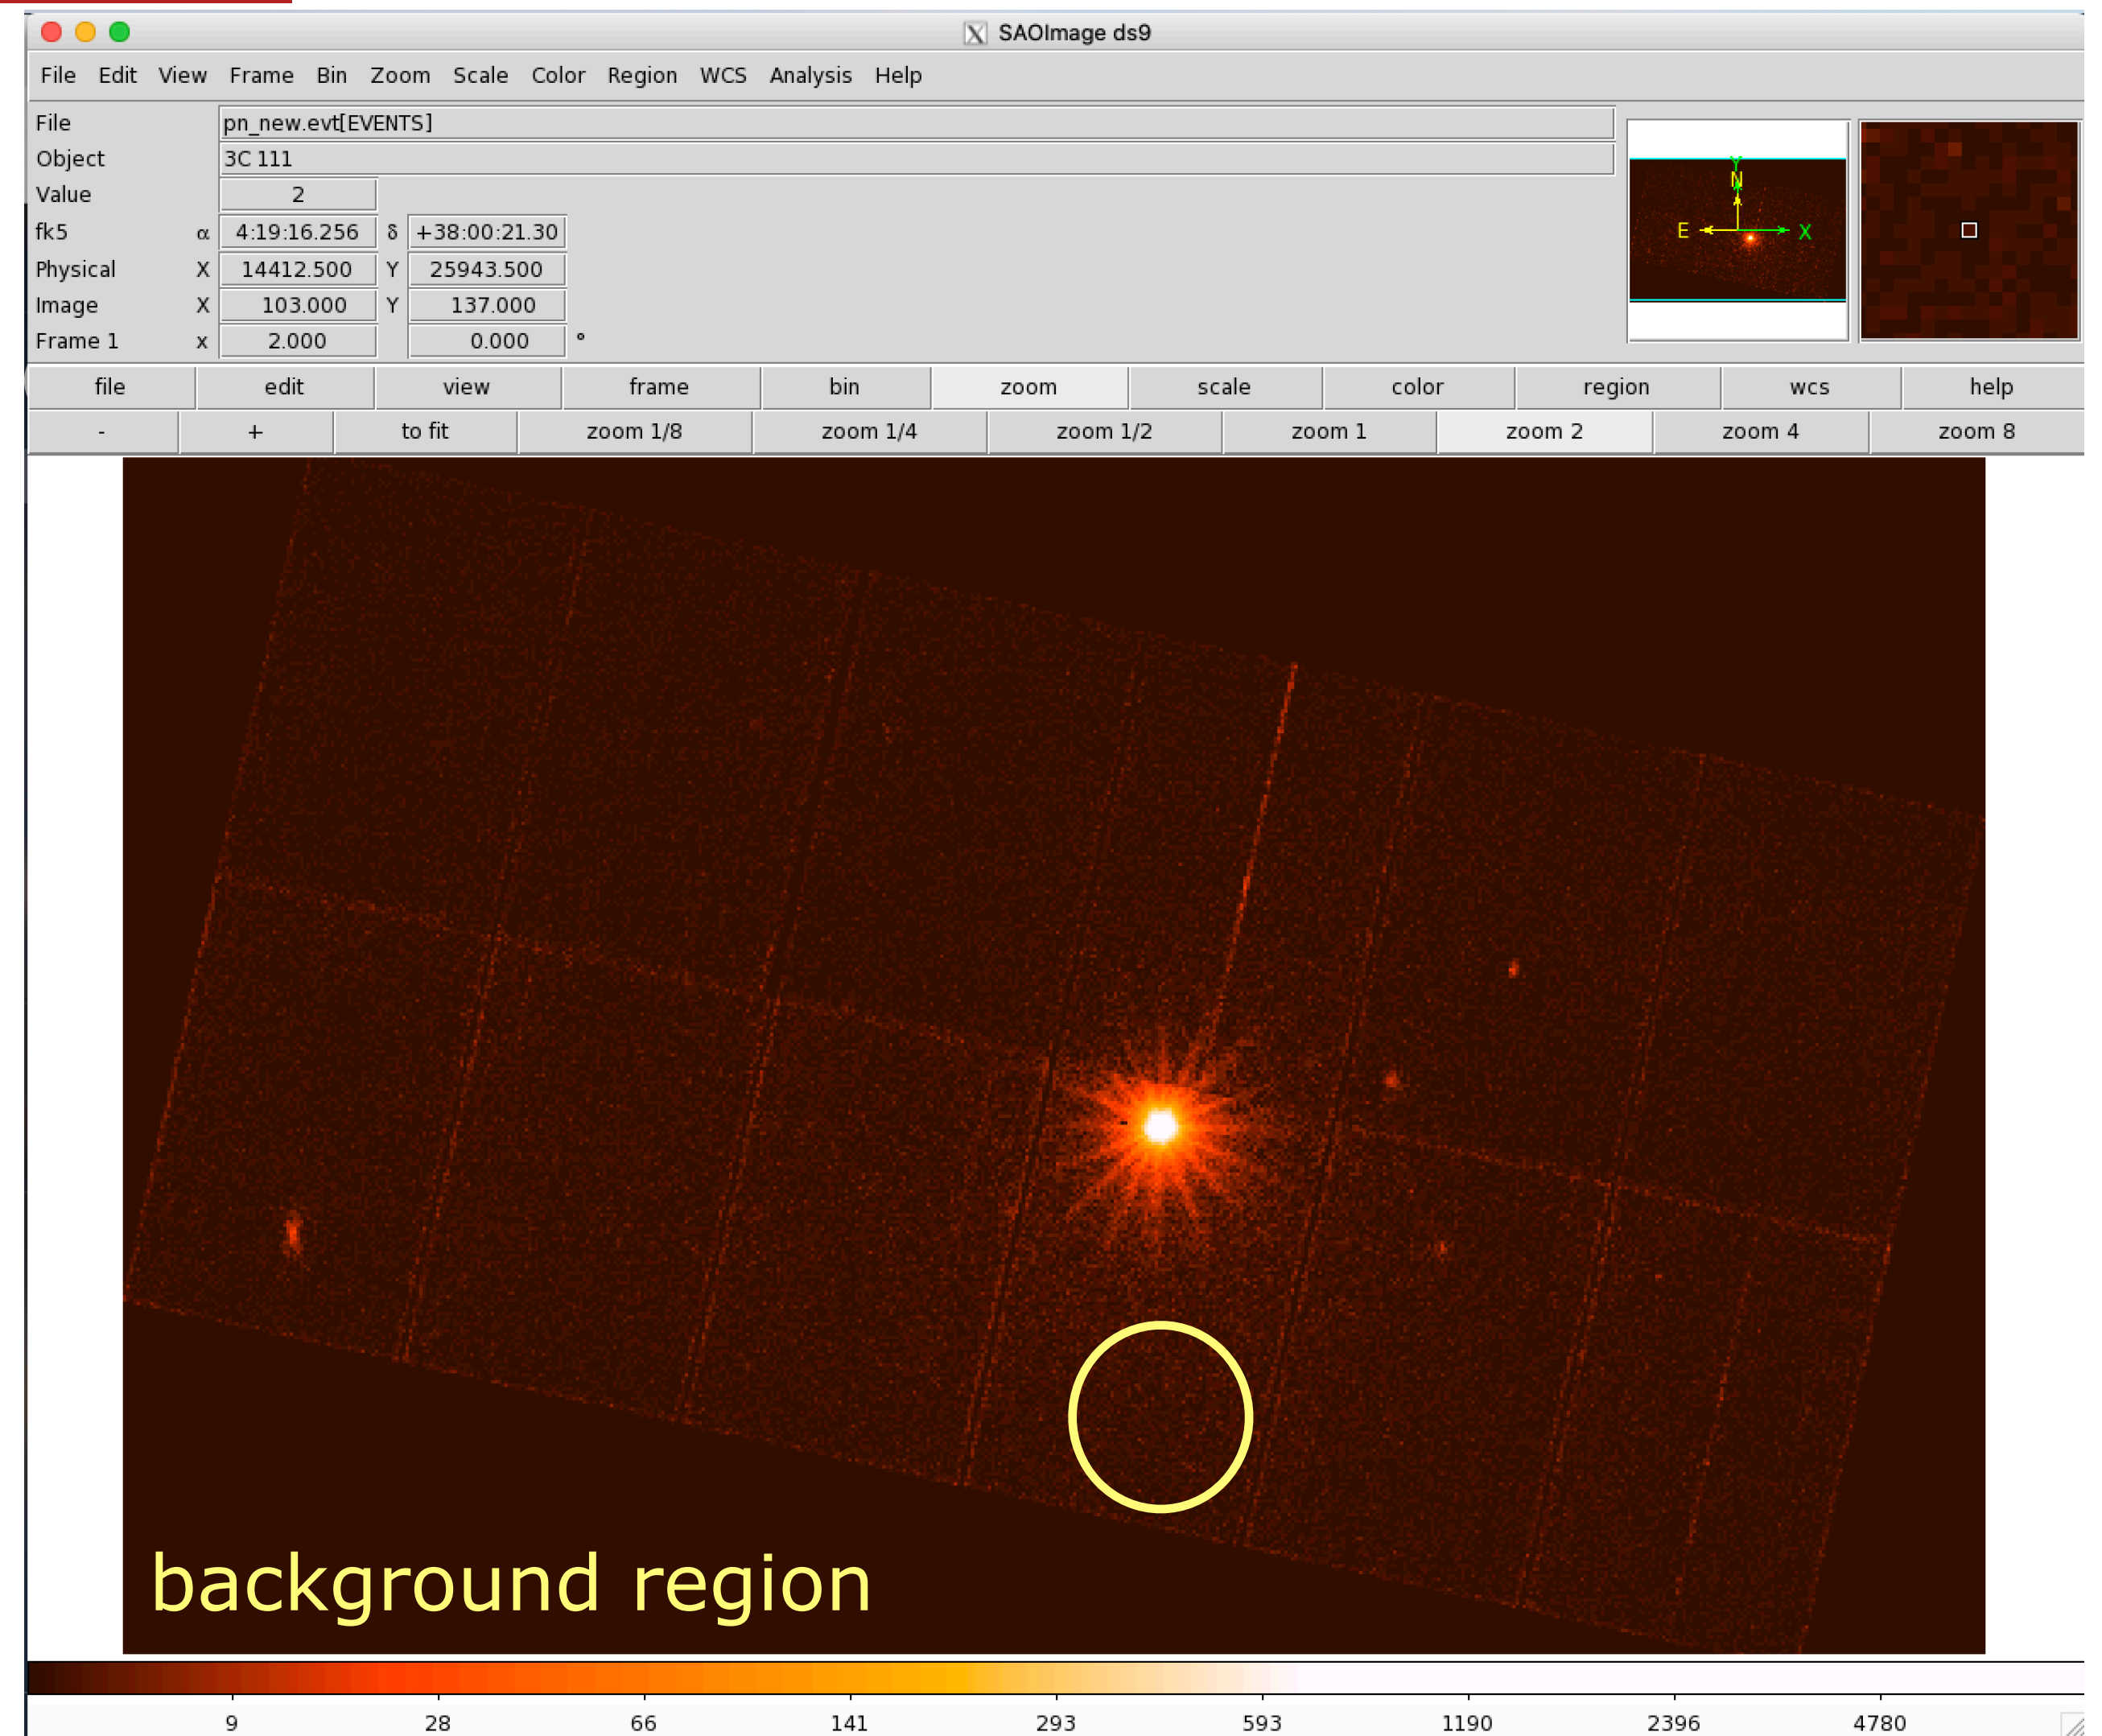 SAOImage ds9
File Edit View Frame Bin Zoom Scale Color Region WCS Analysis Help
File pn_new.evt[EVENTS]
Object 3C 111
Value 2
fk5 α 4:19:16.256 δ +38:00:21.30
Physical X 14412.500 Y 25943.500
Image X 103.000 Y 137.000
Frame 1 x 2.000 0.000 °
Y
N
E X
file edit view frame bin zoom scale color region wcs help
- + to fit zoom 1/8 zoom 1/4 zoom 1/2 zoom 1 zoom 2 zoom 4 zoom 8
background region
9 28 66 141 293 593 1190 2396 4780